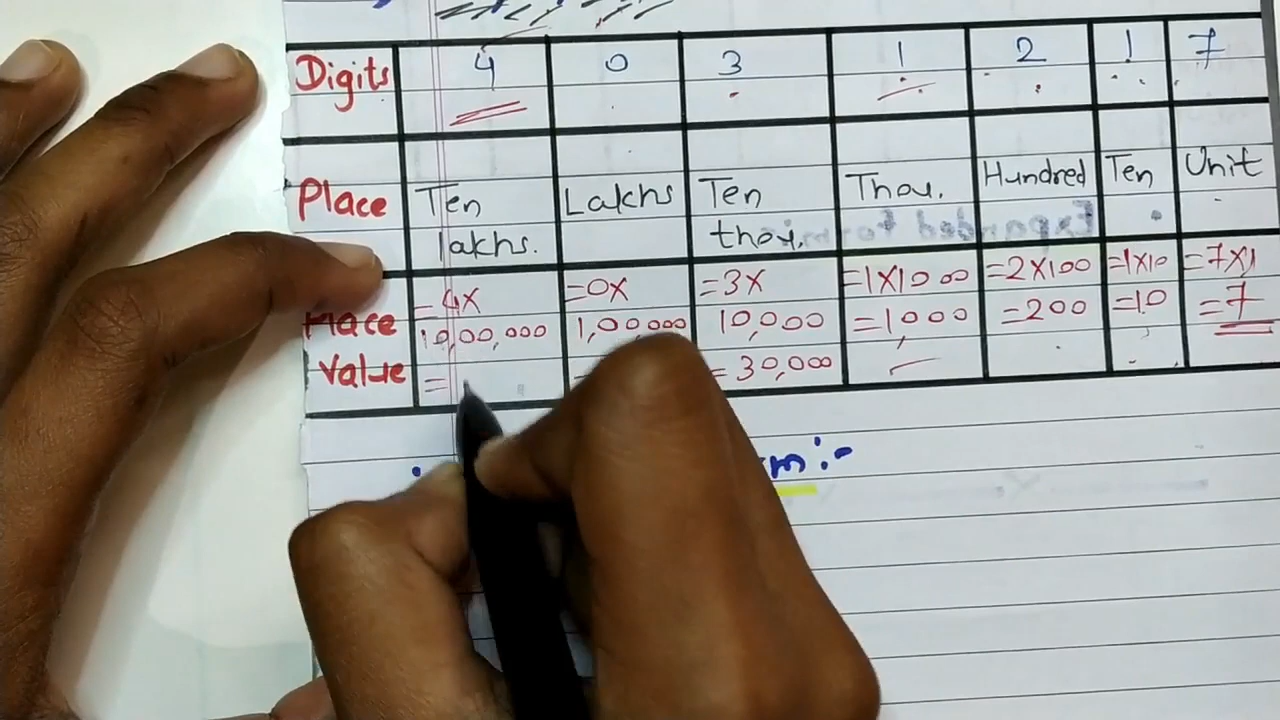 Digits 4 0 3 1 2 1 7
Place Ten Lakhs Ten Thou. Hundred Ten Unit
lakhs. thou.
=4X =0X =3X =1X1000 =2X100 =1X10 =7X1
Place 10,00,000 1,00,000 10,000 =1,000 =200 =10 =7
Value = = =30,000
m:-